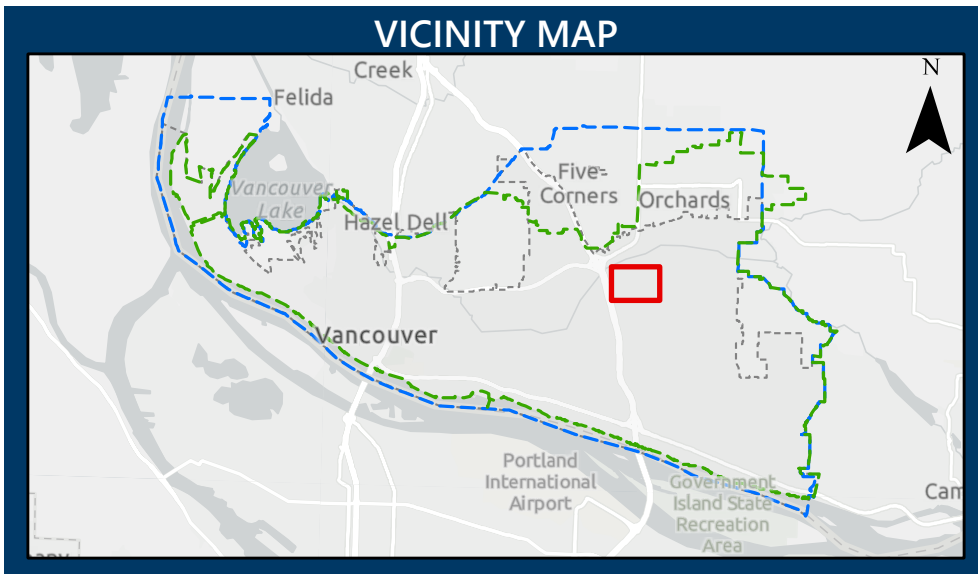 VICINITY MAP
N
Creek
Felida
Five
Corners
Vancouver
Lake
Orchards
Hazel Dell
Vancouver
Portland
International
Airport
Government
Island State
Recreation
Area
Cam